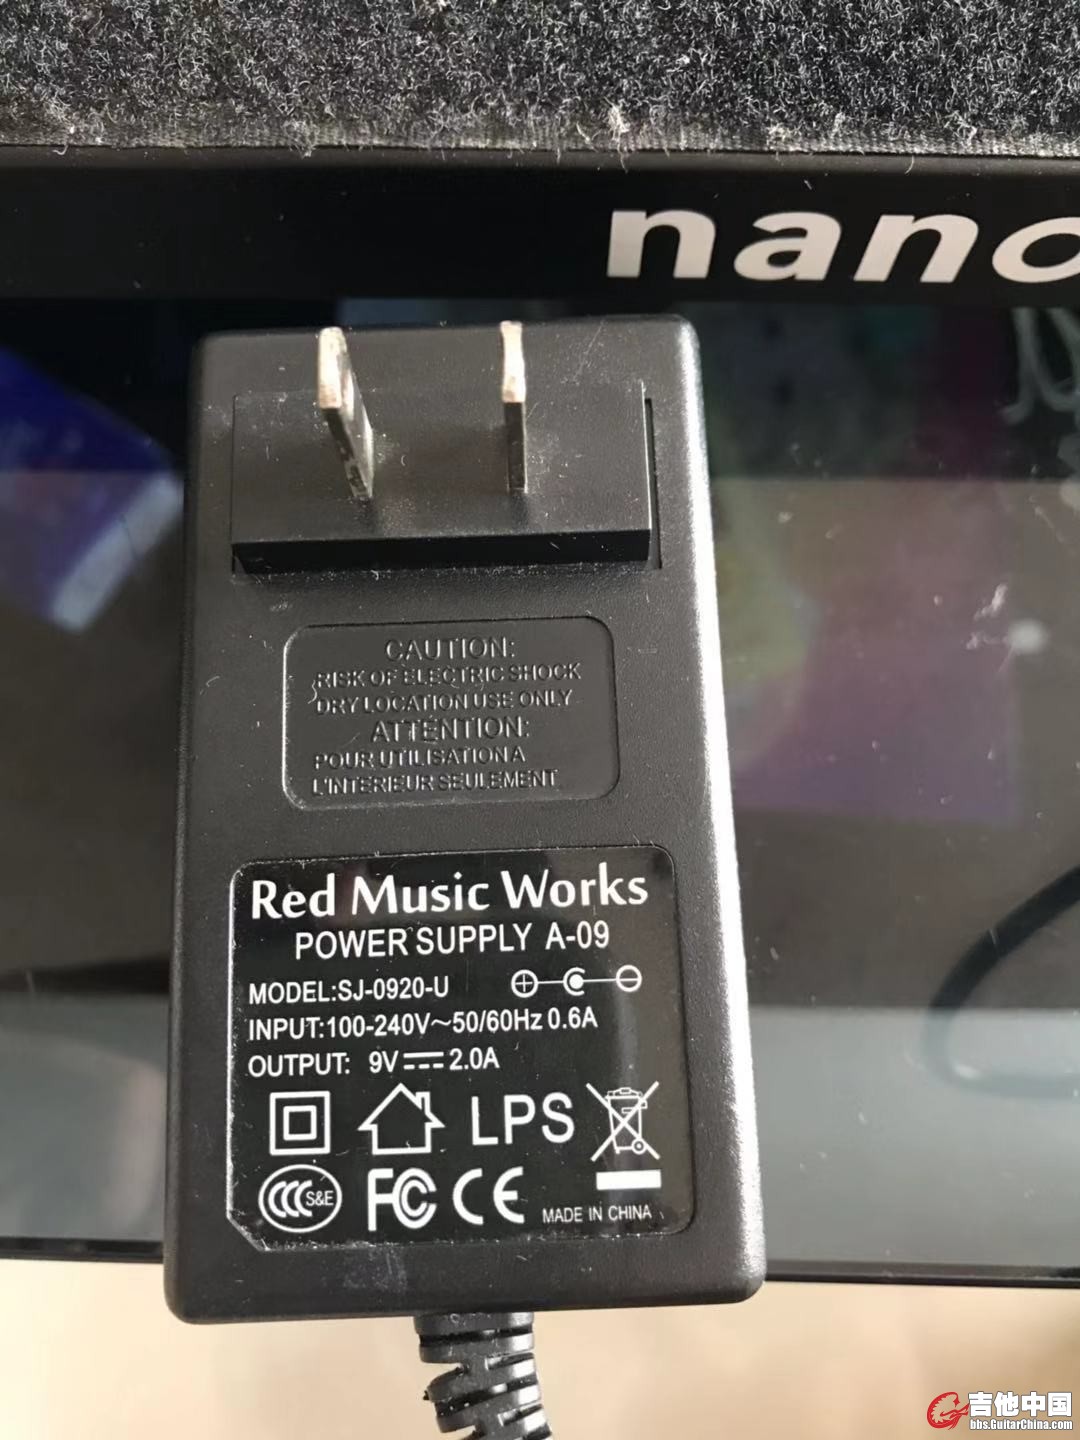 nano
CAUTION:
RISK OF ELECTRIC SHOCK
DRY LOCATION USE ONLY
ATTENTION:
POUR UTILISATION A
L'INTERIEUR SEULEMENT
Red Music Works
POWER SUPPLY A-09
MODEL:SJ-0920-U
INPUT:100-240V～50/60Hz 0.6A
OUTPUT: 9V⎓2.0A
LPS
CCC S&E FC CE MADE IN CHINA
吉他中国
bbs.GuitarChina.com